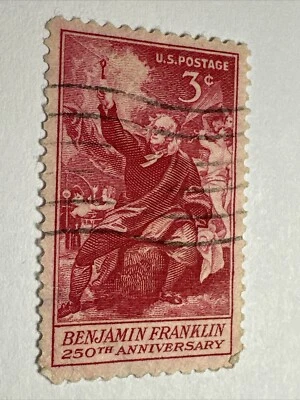 U.S. POSTAGE
3¢
BENJAMIN FRANKLIN
250TH ANNIVERSARY